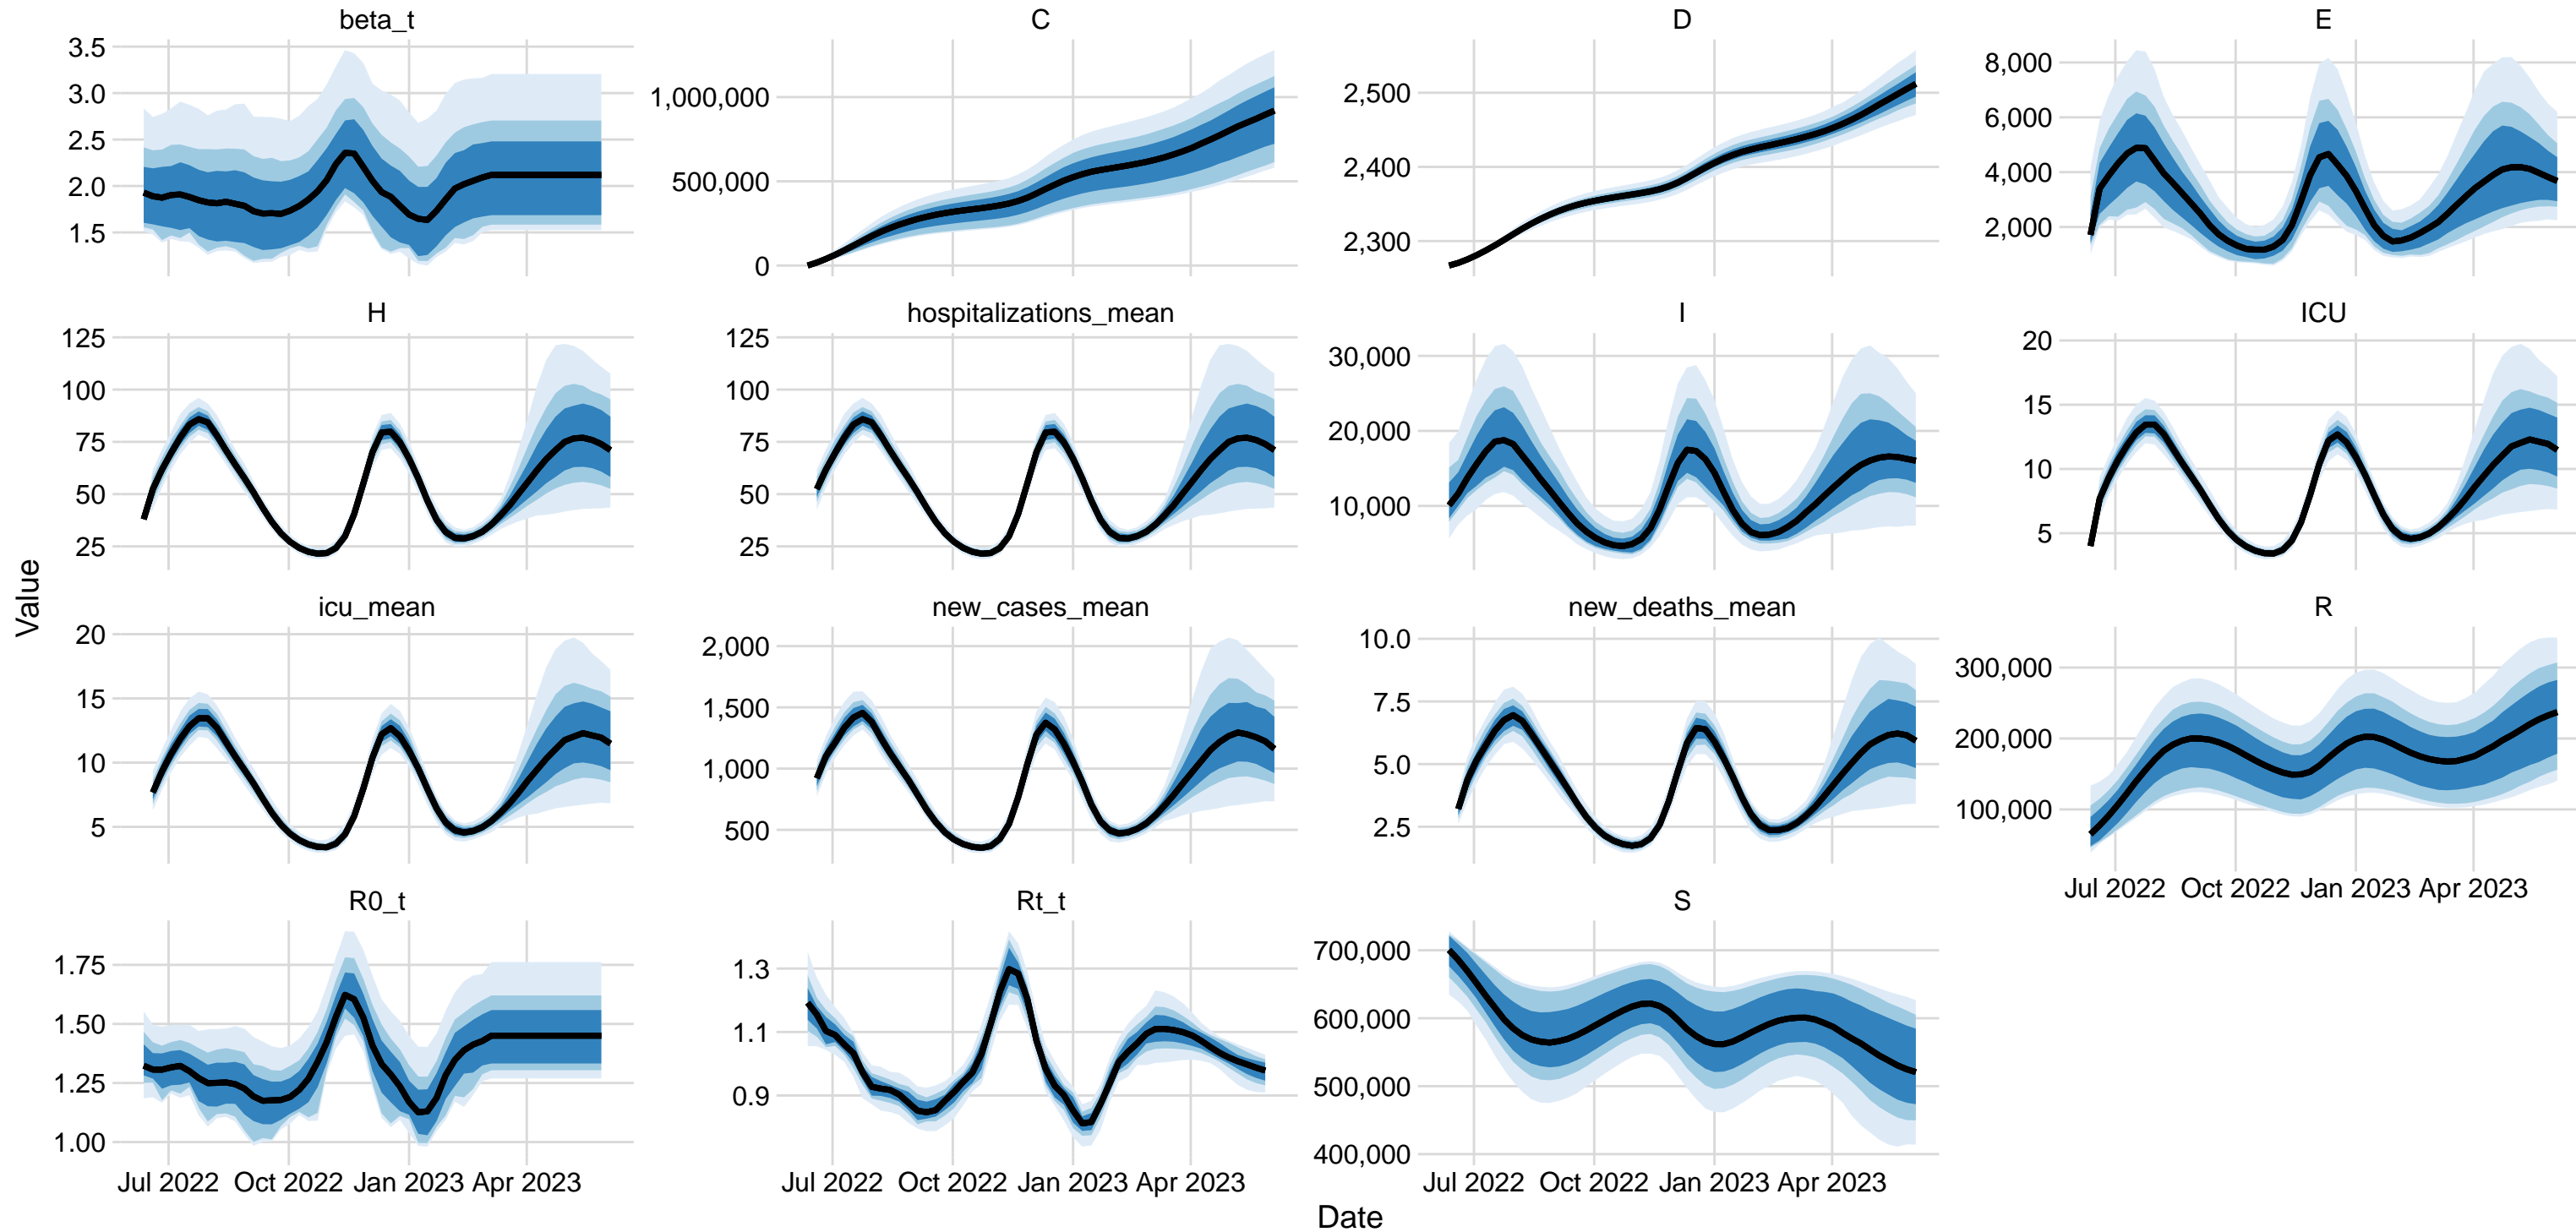 beta_t
C
D
E
3.5
3.0
2.5
2.0
1.5
1,000,000
500,000
0
2,500
2,400
2,300
8,000
6,000
4,000
2,000
H
hospitalizations_mean
I
ICU
125
100
75
50
25
125
100
75
50
25
30,000
20,000
10,000
20
15
10
5
Value
icu_mean
new_cases_mean
new_deaths_mean
R
20
15
10
5
2,000
1,500
1,000
500
10.0
7.5
5.0
2.5
300,000
200,000
100,000
Jul 2022 Oct 2022 Jan 2023 Apr 2023
R0_t
Rt_t
S
1.75
1.50
1.25
1.00
1.3
1.1
0.9
700,000
600,000
500,000
400,000
Jul 2022 Oct 2022 Jan 2023 Apr 2023
Jul 2022 Oct 2022 Jan 2023 Apr 2023
Jul 2022 Oct 2022 Jan 2023 Apr 2023
Date